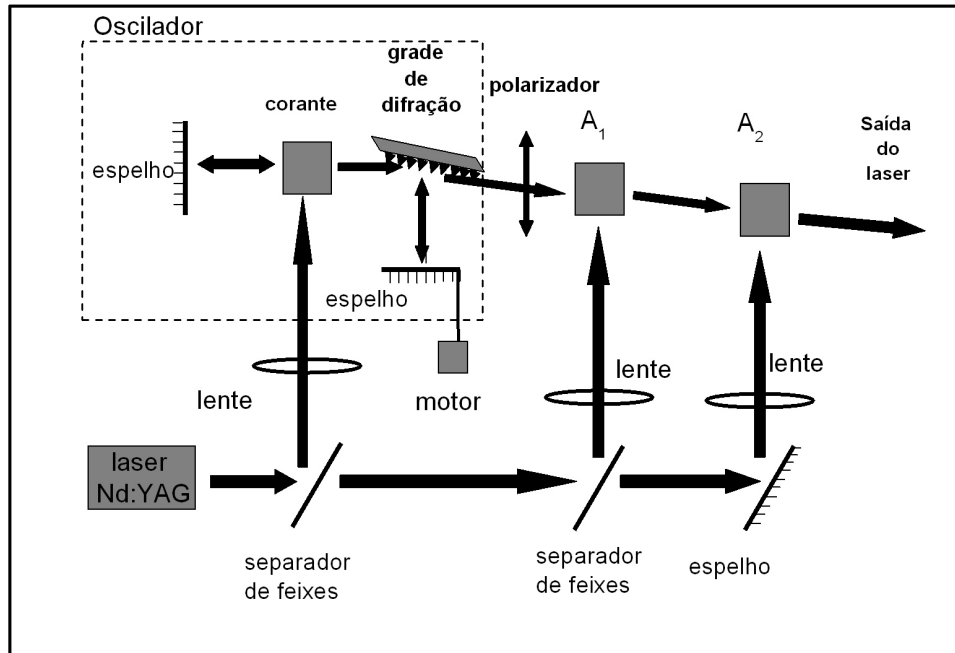 Oscilador
grade
de
difração
corante
espelho
polarizador
A1
A2
Saída
do
laser
espelho
motor
lente
lente
lente
laser
Nd:YAG
separador
de feixes
separador
de feixes
espelho